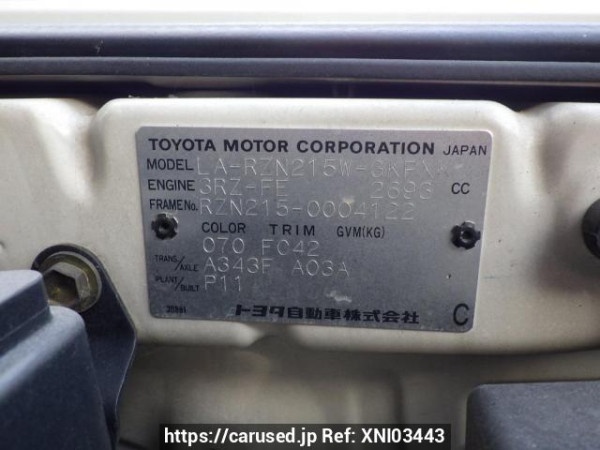 TOYOTA MOTOR CORPORATION JAPAN
MODEL LA-RZN215W-GKFNK
ENGINE 3RZ-FE 2693 CC
FRAME No. RZN215-0004122
COLOR TRIM GVM(KG)
070 FC42
TRANS/AXLE A343F A03A
PLANT/BUILT P11
トヨタ自動車株式会社 C
https://carused.jp Ref: XNI03443